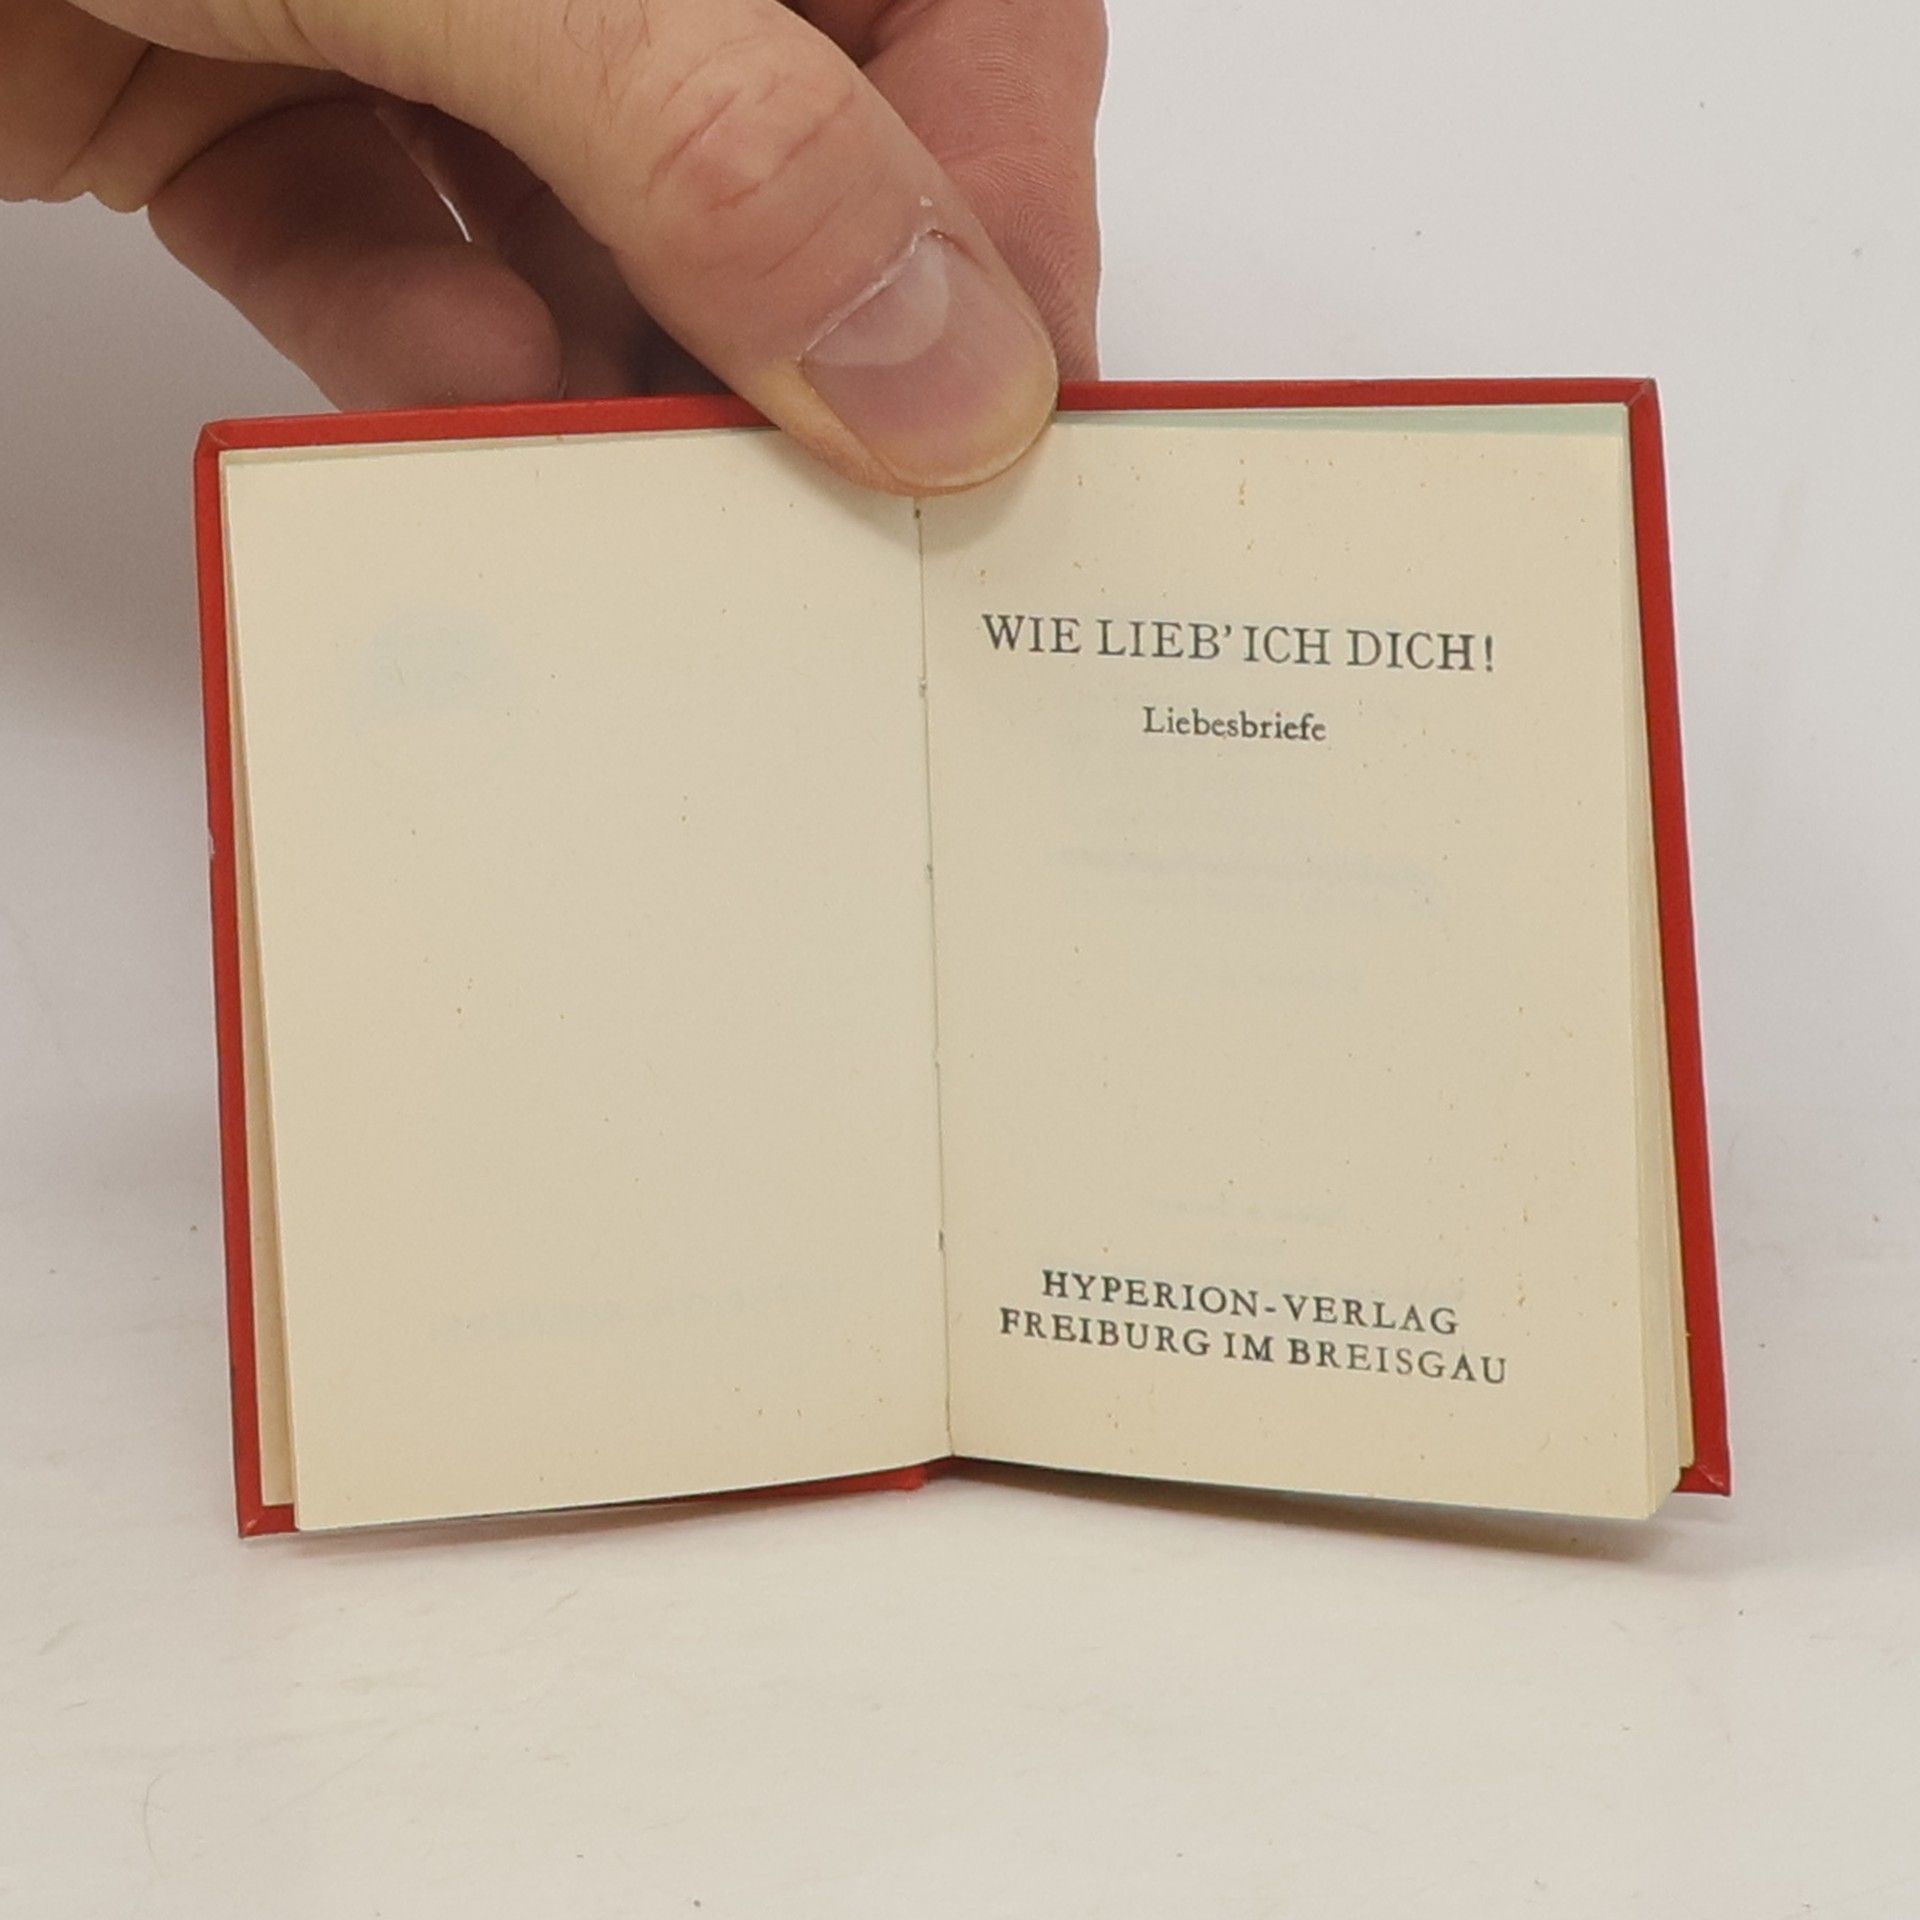 WIE LIEB’ ICH DICH!
Liebesbriefe
HYPERION-VERLAG
FREIBURG IM BREISGAU